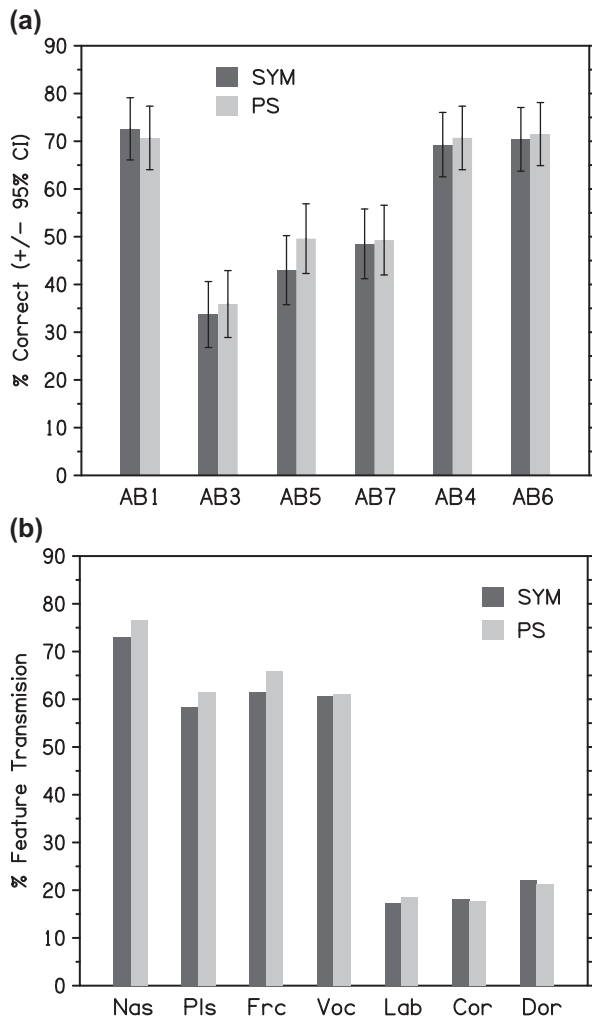 (a)
% Correct (+/− 95% CI)
90
80
70
60
50
40
30
20
10
0
SYM
PS
AB1 AB3 AB5 AB7 AB4 AB6
(b)
% Feature Transmision
90
80
70
60
50
40
30
20
10
0
SYM
PS
Nas Pls Frc Voc Lab Cor Dor